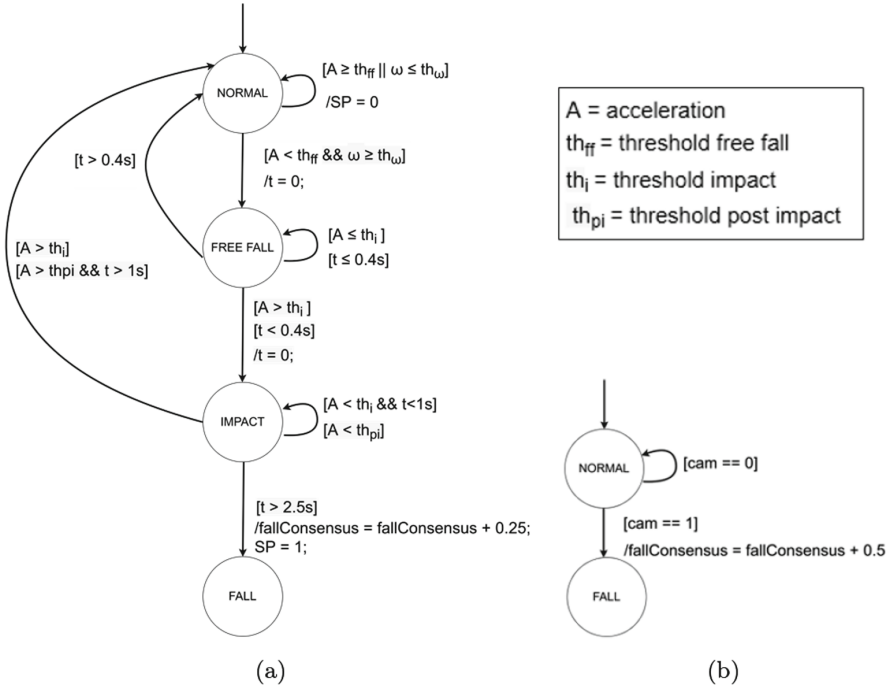 NORMAL
[A ≥ th_ff || ω ≤ th_ω]
/SP = 0
[t > 0.4s]
[A < th_ff && ω ≥ th_ω]
/t = 0;
FREE FALL
[A ≤ th_i ]
[t ≤ 0.4s]
[A > th_i]
[A > thpi && t > 1s]
[A > th_i ]
[t < 0.4s]
/t = 0;
IMPACT
[A < th_i && t<1s]
[A < th_pi]
[t > 2.5s]
/fallConsensus = fallConsensus + 0.25;
SP = 1;
FALL
(a)
A = acceleration
th_ff = threshold free fall
th_i = threshold impact
th_pi = threshold post impact
NORMAL
[cam == 0]
[cam == 1]
/fallConsensus = fallConsensus + 0.5
FALL
(b)